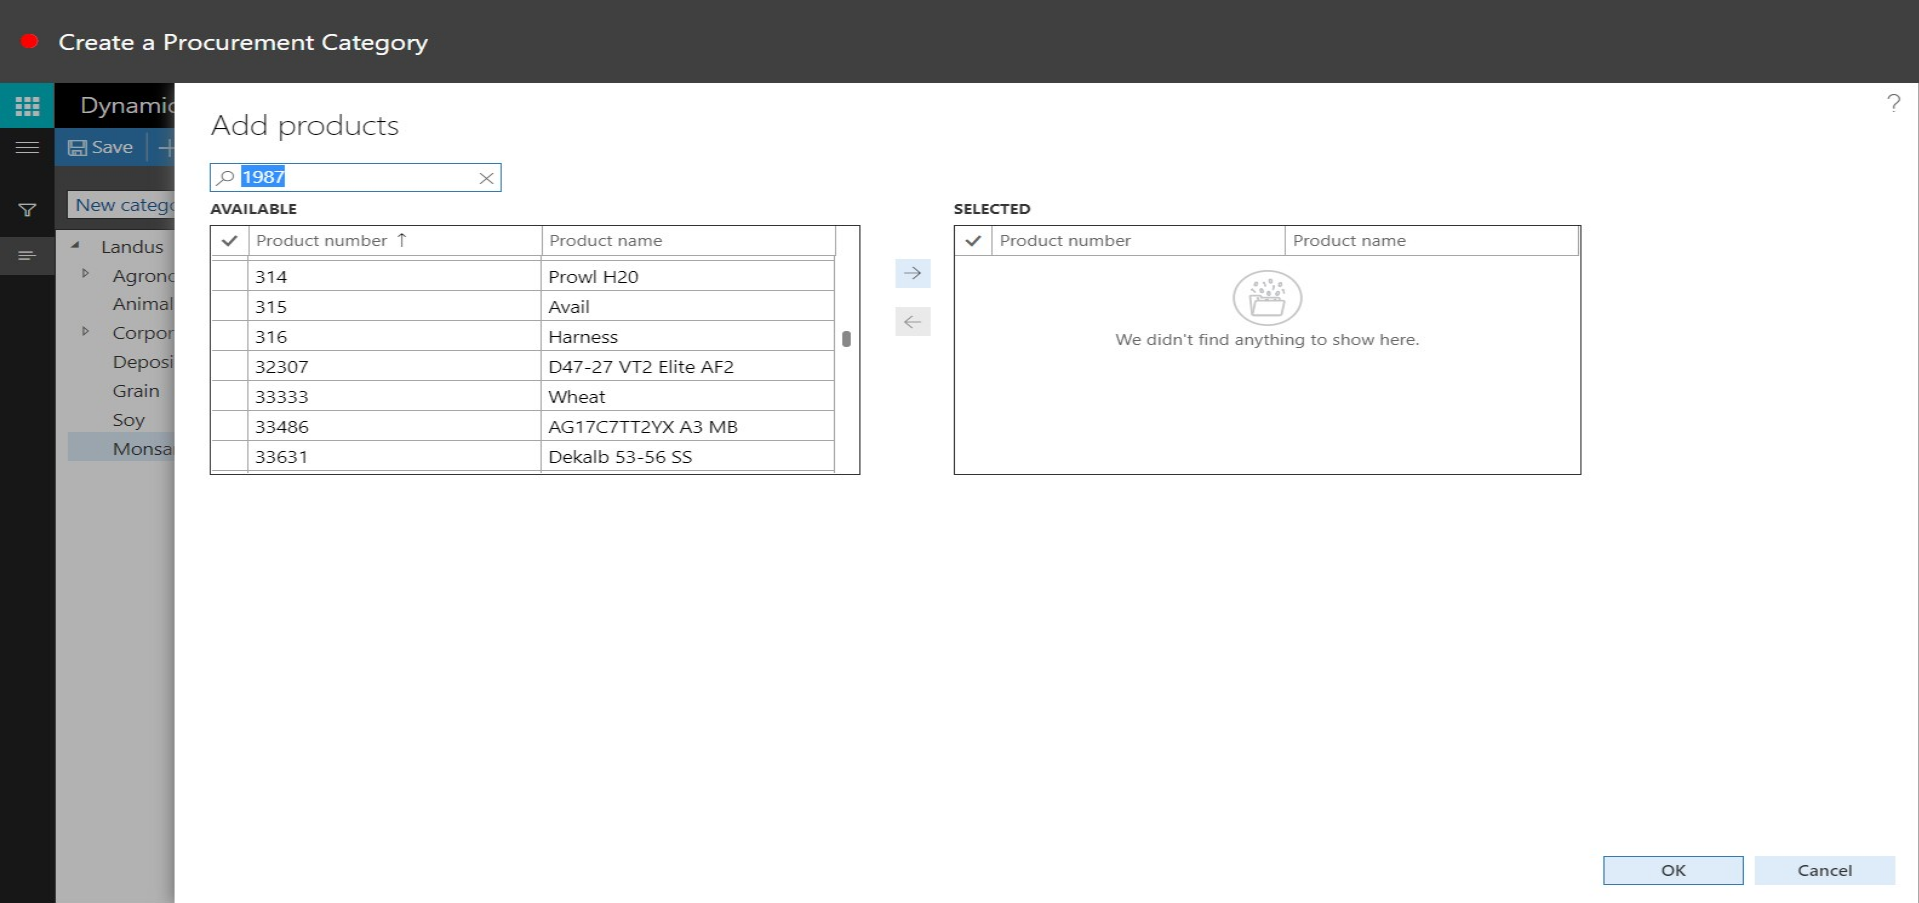 Create a Procurement Category
Dynamic
?
Add products
Save
1987
New catego
AVAILABLE
SELECTED
Product number ↑ Product name
Product number Product name
Landus
Agrono
Animal
Corpor
Deposi
Grain
Soy
Monsa
314 Prowl H20
315 Avail
316 Harness
32307 D47-27 VT2 Elite AF2
33333 Wheat
33486 AG17C7TT2YX A3 MB
33631 Dekalb 53-56 SS
We didn't find anything to show here.
OK Cancel